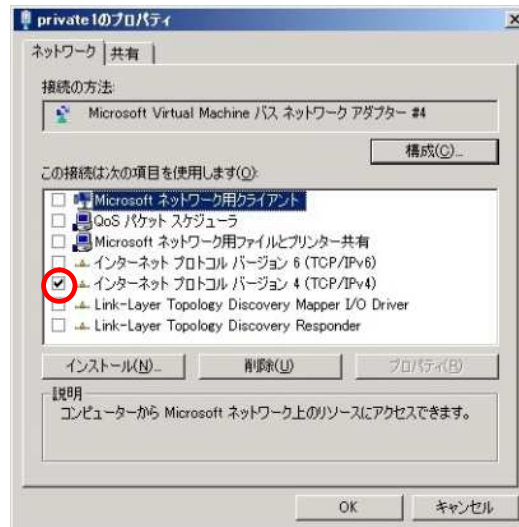 private1のプロパティ
ネットワーク 共有
接続の方法:
Microsoft Virtual Machine バス ネットワーク アダプター #4
構成(C)...
この接続は次の項目を使用します(O):
Microsoft ネットワーク用クライアント
QoS パケット スケジューラ
Microsoft ネットワーク用ファイルとプリンター共有
インターネット プロトコル バージョン 6 (TCP/IPv6)
インターネット プロトコル バージョン 4 (TCP/IPv4)
Link-Layer Topology Discovery Mapper I/O Driver
Link-Layer Topology Discovery Responder
インストール(N)... 削除(U) プロパティ(R)
説明
コンピューターから Microsoft ネットワーク上のリソースにアクセスできます。
OK キャンセル